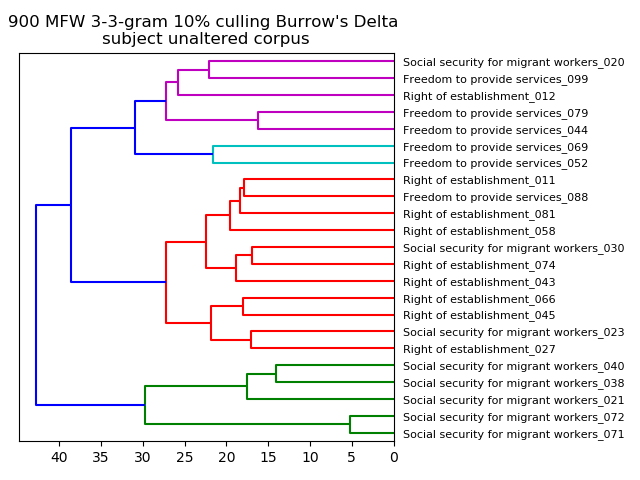 900 MFW 3-3-gram 10% culling Burrow's Delta
subject unaltered corpus
Social security for migrant workers_020
Freedom to provide services_099
Right of establishment_012
Freedom to provide services_079
Freedom to provide services_044
Freedom to provide services_069
Freedom to provide services_052
Right of establishment_011
Freedom to provide services_088
Right of establishment_081
Right of establishment_058
Social security for migrant workers_030
Right of establishment_074
Right of establishment_043
Right of establishment_066
Right of establishment_045
Social security for migrant workers_023
Right of establishment_027
Social security for migrant workers_040
Social security for migrant workers_038
Social security for migrant workers_021
Social security for migrant workers_072
Social security for migrant workers_071
40 35 30 25 20 15 10 5 0